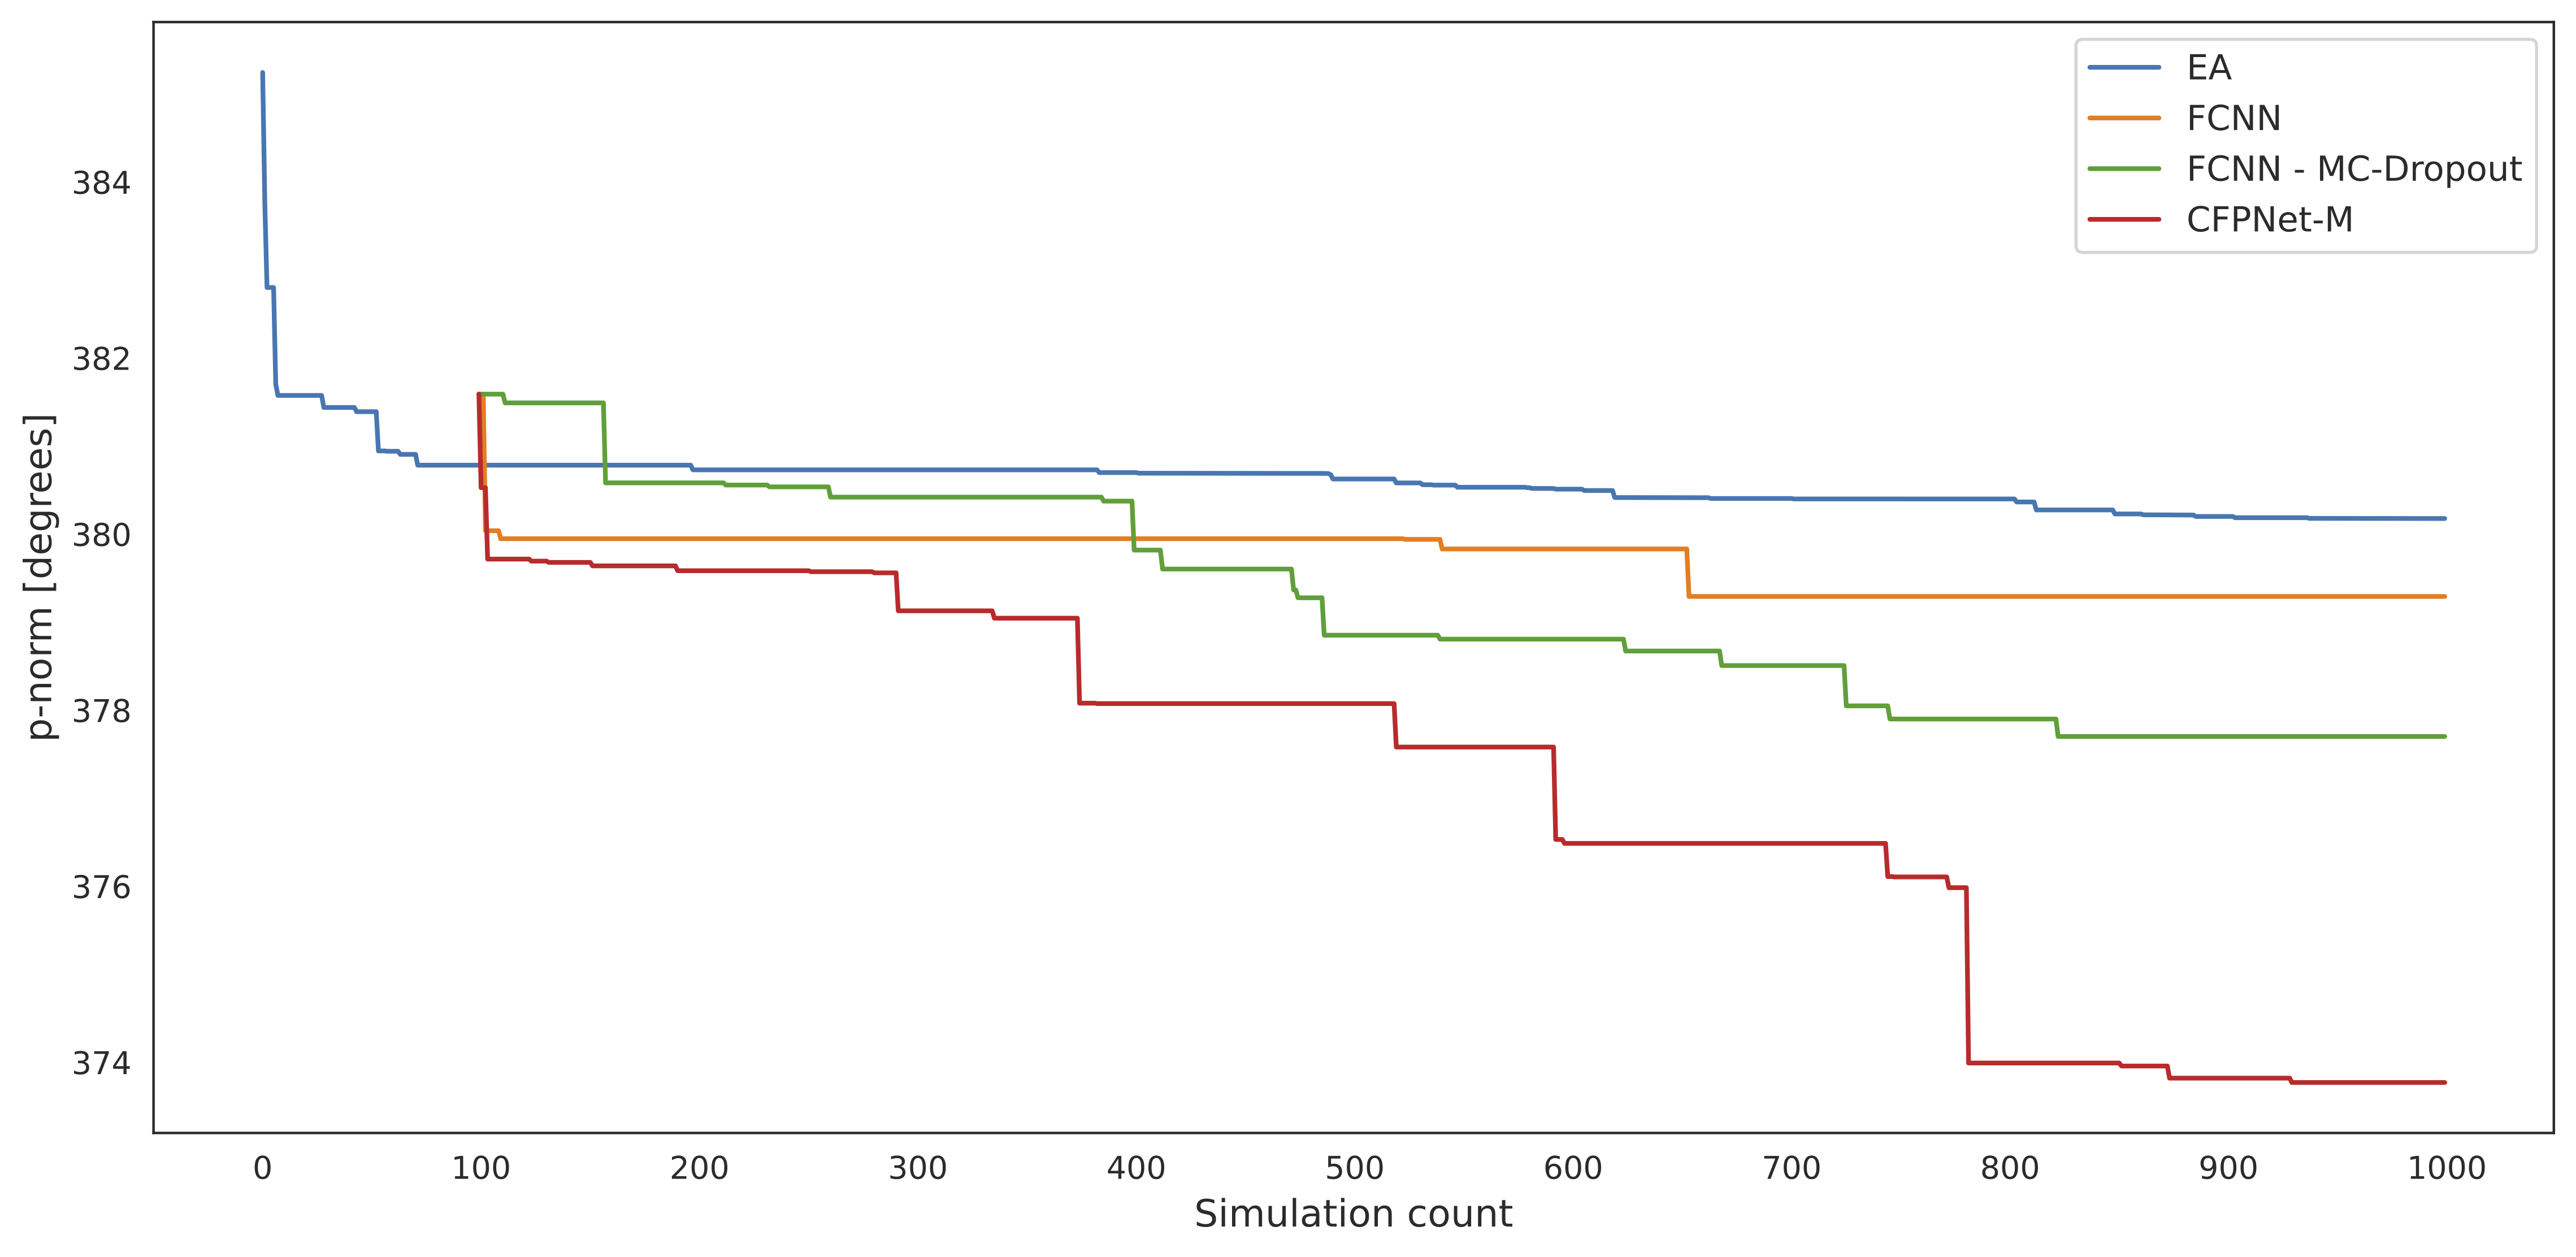 EA
FCNN
FCNN - MC-Dropout
CFPNet-M
p-norm [degrees]
384
382
380
378
376
374
0 100 200 300 400 500 600 700 800 900 1000
Simulation count